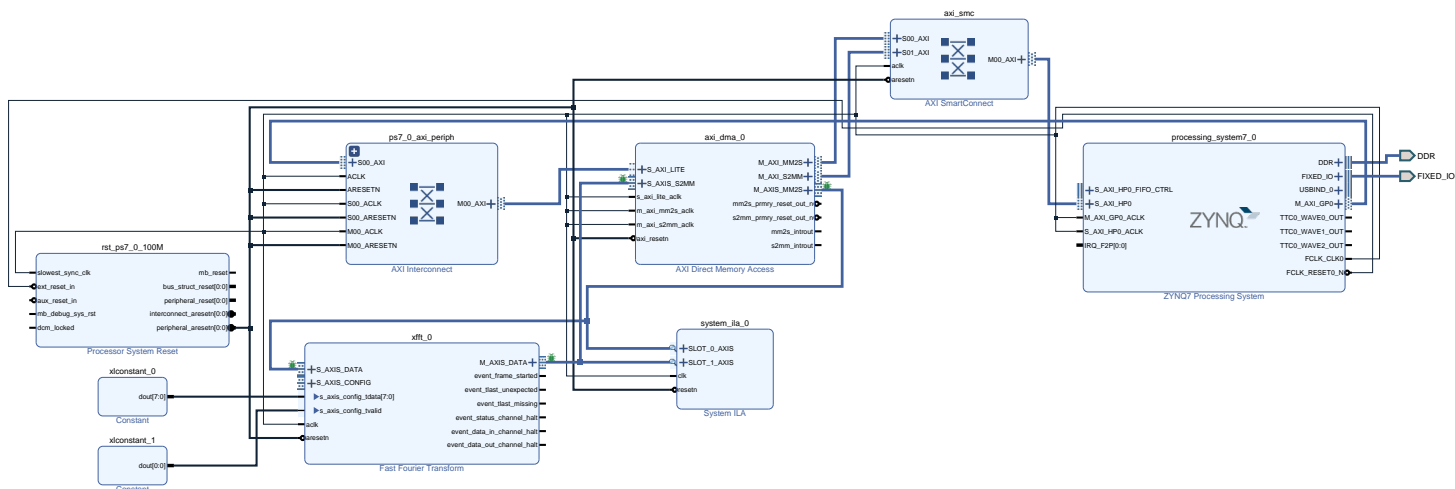 axi_smc
S00_AXI
S01_AXI
aclk
aresetn
M00_AXI
AXI SmartConnect
ps7_0_axi_periph
S00_AXI
ACLK
ARESETN
S00_ACLK
S00_ARESETN
M00_ACLK
M00_ARESETN
M00_AXI
AXI Interconnect
axi_dma_0
S_AXI_LITE
S_AXIS_S2MM
s_axi_lite_aclk
m_axi_mm2s_aclk
m_axi_s2mm_aclk
axi_resetn
M_AXI_MM2S
M_AXI_S2MM
M_AXIS_MM2S
mm2s_prmry_reset_out_n
s2mm_prmry_reset_out_n
mm2s_introut
s2mm_introut
AXI Direct Memory Access
processing_system7_0
S_AXI_HP0_FIFO_CTRL
S_AXI_HP0
M_AXI_GP0_ACLK
S_AXI_HP0_ACLK
IRQ_F2P[0:0]
ZYNQ
DDR
FIXED_IO
USBIND_0
M_AXI_GP0
TTC0_WAVE0_OUT
TTC0_WAVE1_OUT
TTC0_WAVE2_OUT
FCLK_CLK0
FCLK_RESET0_N
ZYNQ7 Processing System
DDR
FIXED_IO
rst_ps7_0_100M
slowest_sync_clk
ext_reset_in
aux_reset_in
mb_debug_sys_rst
dcm_locked
mb_reset
bus_struct_reset[0:0]
peripheral_reset[0:0]
interconnect_aresetn[0:0]
peripheral_aresetn[0:0]
Processor System Reset
xfft_0
S_AXIS_DATA
S_AXIS_CONFIG
s_axis_config_tdata[7:0]
s_axis_config_tvalid
aclk
aresetn
M_AXIS_DATA
event_frame_started
event_tlast_unexpected
event_tlast_missing
event_status_channel_halt
event_data_in_channel_halt
event_data_out_channel_halt
Fast Fourier Transform
system_ila_0
SLOT_0_AXIS
SLOT_1_AXIS
clk
resetn
System ILA
xlconstant_0
dout[7:0]
Constant
xlconstant_1
dout[0:0]
Constant